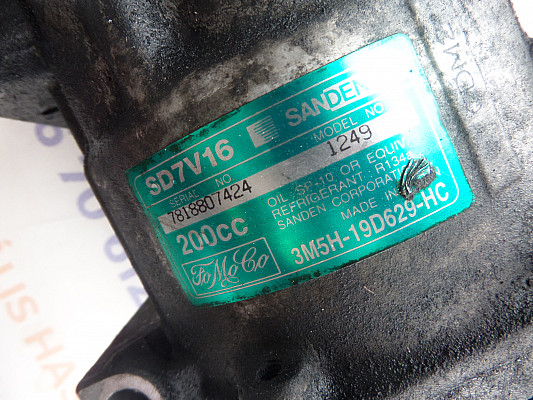 SD7V16 SANDEN
SERIAL NO MODEL NO
7818807424 1249
200CC
OIL: SP-10 OR EQUIV
REFRIGERANT: R134
SANDEN CORPORATION
MADE IN
FoMoCo
3M5H-19D629-HC